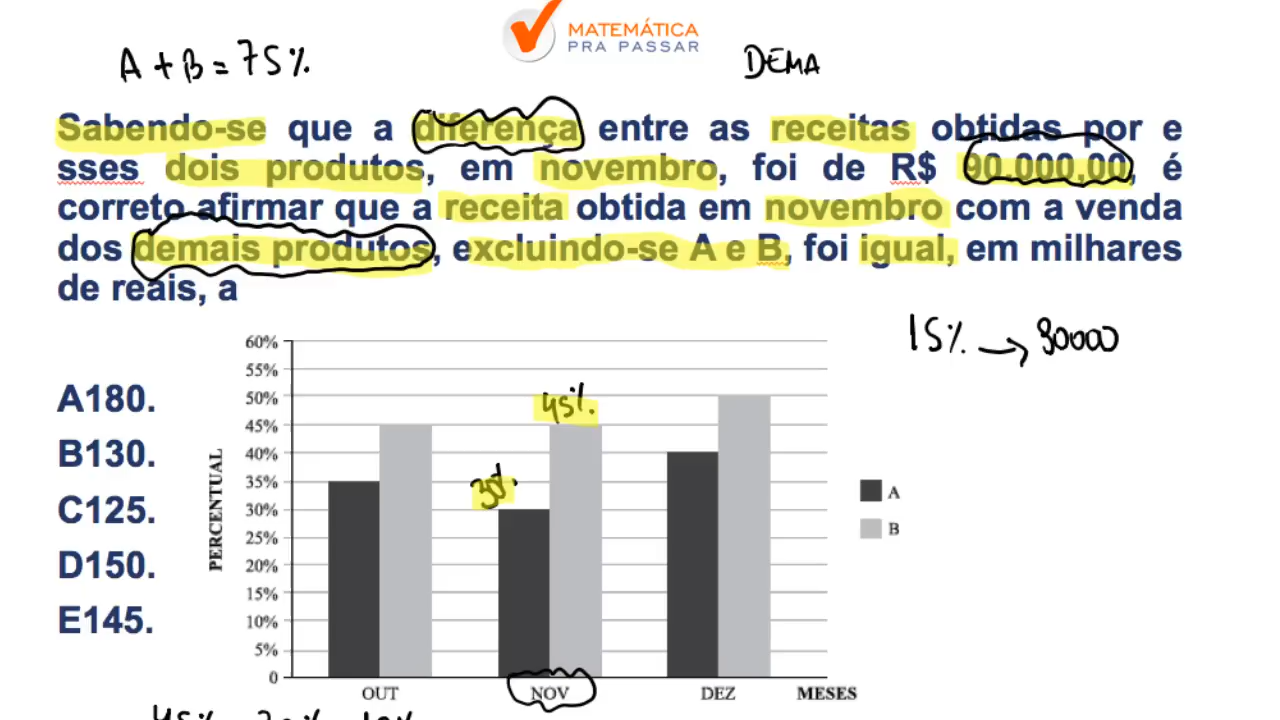 MATEMÁTICA
PRA PASSAR
A + B = 75%
DEMA
Sabendo-se que a diferença entre as receitas obtidas por e
sses dois produtos, em novembro, foi de R$ 90.000,00, é
correto afirmar que a receita obtida em novembro com a venda
dos demais produtos, excluindo-se A e B, foi igual, em milhares
de reais, a
15% → 90000
A180.
B130.
C125.
D150.
E145.
PERCENTUAL
60%
55%
50%
45%
40%
35%
30%
25%
20%
15%
10%
5%
0
45%
30%
A
B
OUT NOV DEZ MESES